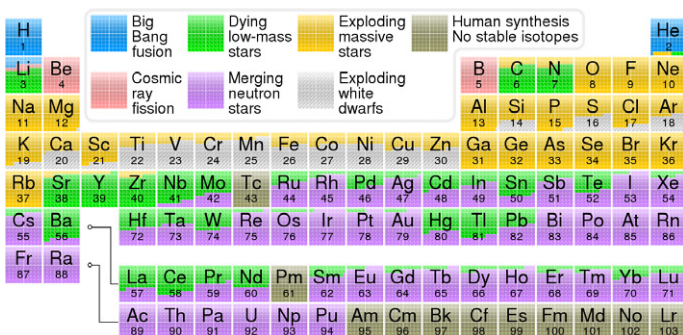 H
1
Big
Bang
fusion
Dying
low-mass
stars
Exploding
massive
stars
Human synthesis
No stable isotopes
He
2
Li Be
3 4
Cosmic
ray
fission
Merging
neutron
stars
Exploding
white
dwarfs
B C N O F Ne
5 6 7 8 9 10
Na Mg Al Si P S Cl Ar
11 12 13 14 15 16 17 18
K Ca Sc Ti V Cr Mn Fe Co Ni Cu Zn Ga Ge As Se Br Kr
19 20 21 22 23 24 25 26 27 28 29 30 31 32 33 34 35 36
Rb Sr Y Zr Nb Mo Tc Ru Rh Pd Ag Cd In Sn Sb Te I Xe
37 38 39 40 41 42 43 44 45 46 47 48 49 50 51 52 53 54
Cs Ba Hf Ta W Re Os Ir Pt Au Hg Tl Pb Bi Po At Rn
55 56 72 73 74 75 76 77 78 79 80 81 82 83 84 85 86
Fr Ra
87 88
La Ce Pr Nd Pm Sm Eu Gd Tb Dy Ho Er Tm Yb Lu
57 58 59 60 61 62 63 64 65 66 67 68 69 70 71
Ac Th Pa U Np Pu Am Cm Bk Cf Es Fm Md No Lr
89 90 91 92 93 94 95 96 97 98 99 100 101 102 103